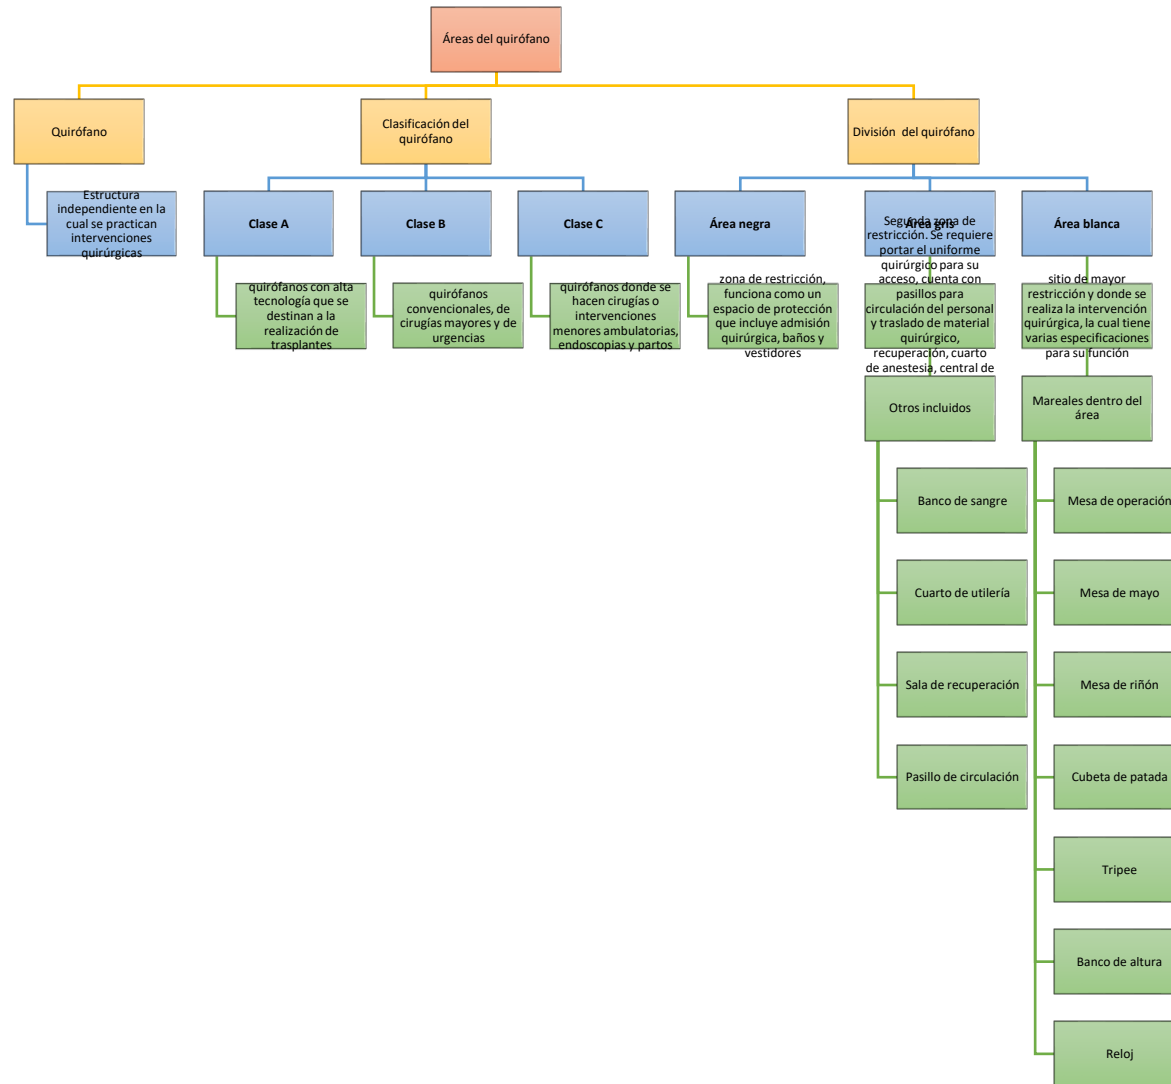 Áreas del quirófano
Quirófano
Clasificación del
quirófano
División  del quirófano
Estructura
independiente en la
cual se practican
intervenciones
quirúrgicas
Clase A
Clase B
Clase C
Área negra
Área gris
Área blanca
quirófanos con alta
tecnología que se
destinan a la
realización de
trasplantes
quirófanos
convencionales, de
cirugías mayores y de
urgencias
quirófanos donde se
hacen cirugías o
intervenciones
menores ambulatorias,
endoscopias y partos
zona de restricción,
funciona como un
espacio de protección
que incluye admisión
quirúrgica, baños y
vestidores
Segunda zona de
restricción. Se requiere
portar el uniforme
quirúrgico para su
acceso, cuenta con
pasillos para
circulación del personal
y traslado de material
quirúrgico,
recuperación, cuarto
de anestesia, central de
sitio de mayor
restricción y donde se
realiza la intervención
quirúrgica, la cual tiene
varias especificaciones
para su función
Otros incluidos
Banco de sangre
Cuarto de utilería
Sala de recuperación
Pasillo de circulación
Mareales dentro del
área
Mesa de operación
Mesa de mayo
Mesa de riñón
Cubeta de patada
Tripee
Banco de altura
Reloj